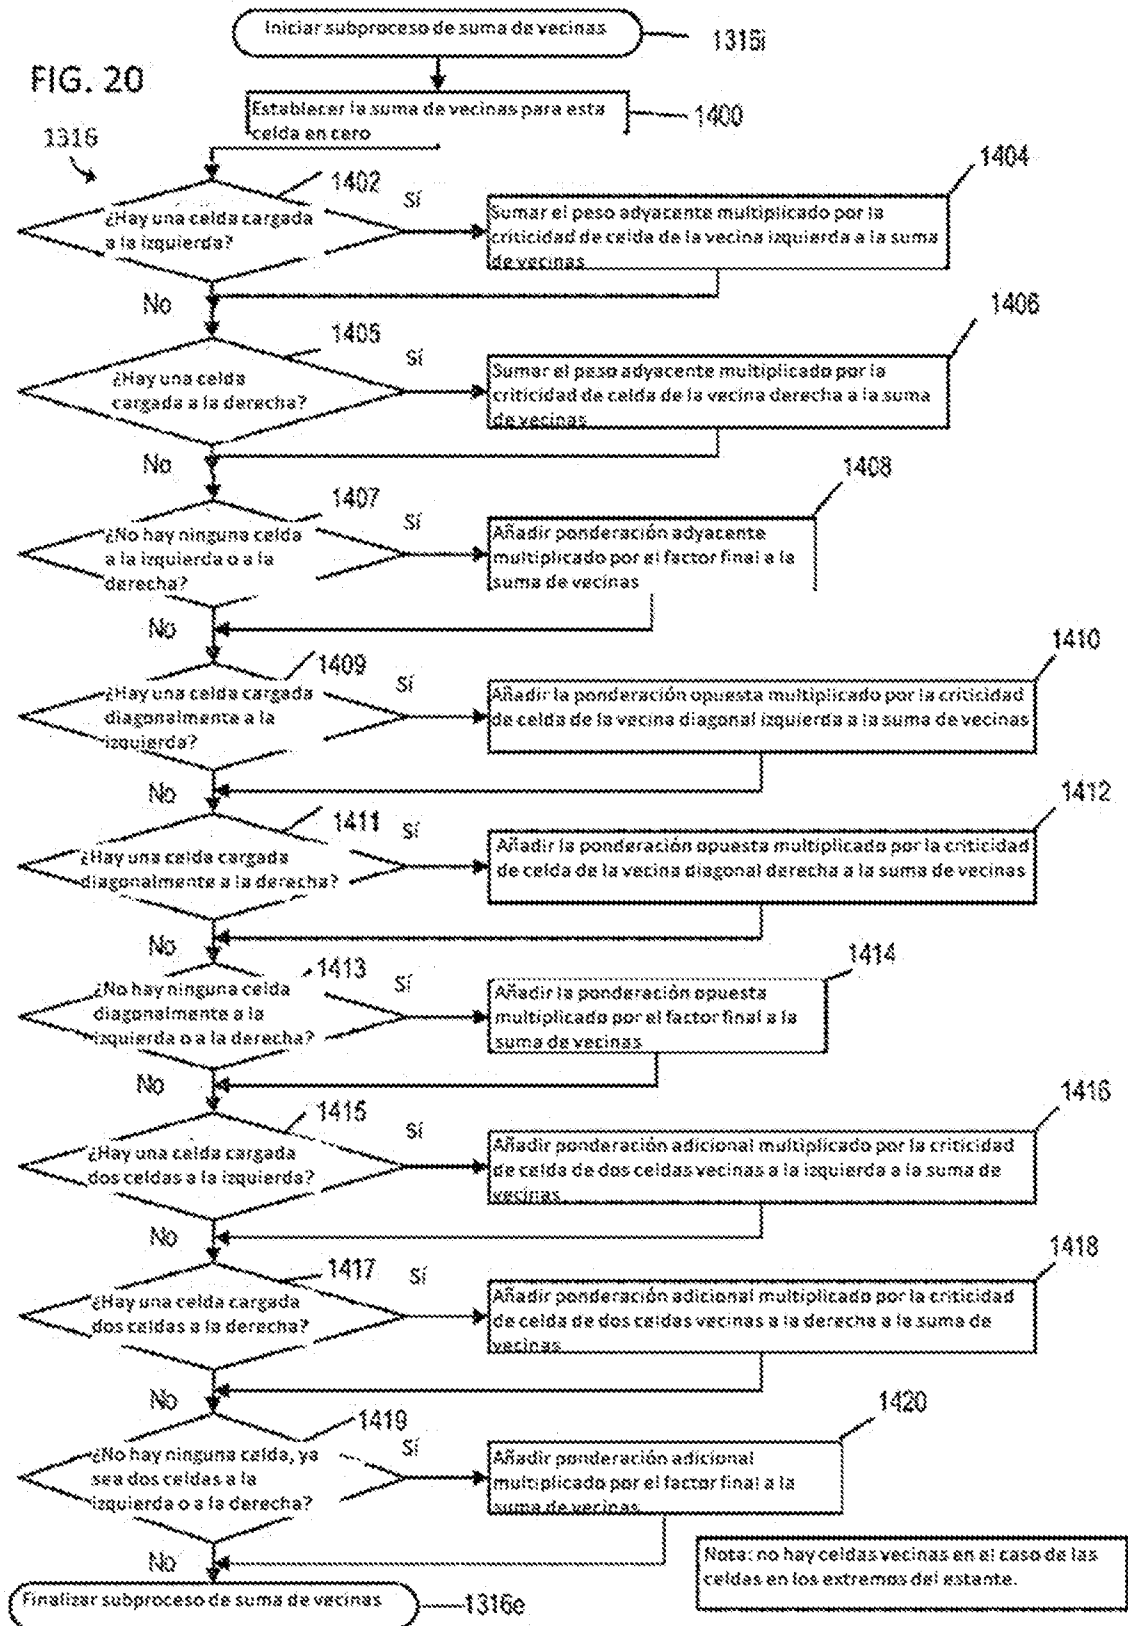 Iniciar subproceso de suma de vecinas
1316i
FIG. 20
Establecer la suma de vecinas para esta
celda en cero
1400
1316
1402
Sí
1404
¿Hay una celda cargada
a la izquierda?
Sumar el peso adyacente multiplicado por la
criticidad de celda de la vecina izquierda a la suma
de vecinas
No
1405
Sí
1406
¿Hay una celda
cargada a la derecha?
Sumar el peso adyacente multiplicado por la
criticidad de celda de la vecina derecha a la suma
de vecinas
No
1407
Sí
1408
¿No hay ninguna celda
a la izquierda o a la
derecha?
Añadir ponderación adyacente
multiplicado por el factor final a la
suma de vecinas
No
1409
Sí
1410
¿Hay una celda cargada
diagonalmente a la
izquierda?
Añadir la ponderación opuesta multiplicado por la criticidad
de celda de la vecina diagonal izquierda a la suma de vecinas
No
1411
Sí
1412
¿Hay una celda cargada
diagonalmente a la derecha?
Añadir la ponderación opuesta multiplicado por la criticidad
de celda de la vecina diagonal derecha a la suma de vecinas
No
1413
Sí
1414
¿No hay ninguna celda
diagonalmente a la
izquierda o a la derecha?
Añadir la ponderación opuesta
multiplicado por el factor final a la
suma de vecinas
No
1415
Sí
1416
¿Hay una celda cargada
dos celdas a la izquierda?
Añadir ponderación adicional multiplicado por la criticidad
de celda de dos celdas vecinas a la izquierda a la suma de
vecinas
No
1417
Sí
1418
¿Hay una celda cargada
dos celdas a la derecha?
Añadir ponderación adicional multiplicado por la criticidad
de celda de dos celdas vecinas a la derecha a la suma de
vecinas
No
1419
Sí
1420
¿No hay ninguna celda, ya
sea dos celdas a la
izquierda o a la derecha?
Añadir ponderación adicional
multiplicado por el factor final a la
suma de vecinas
No
Nota: no hay celdas vecinas en el caso de las
celdas en los extremos del estante.
Finalizar subproceso de suma de vecinas
1316e